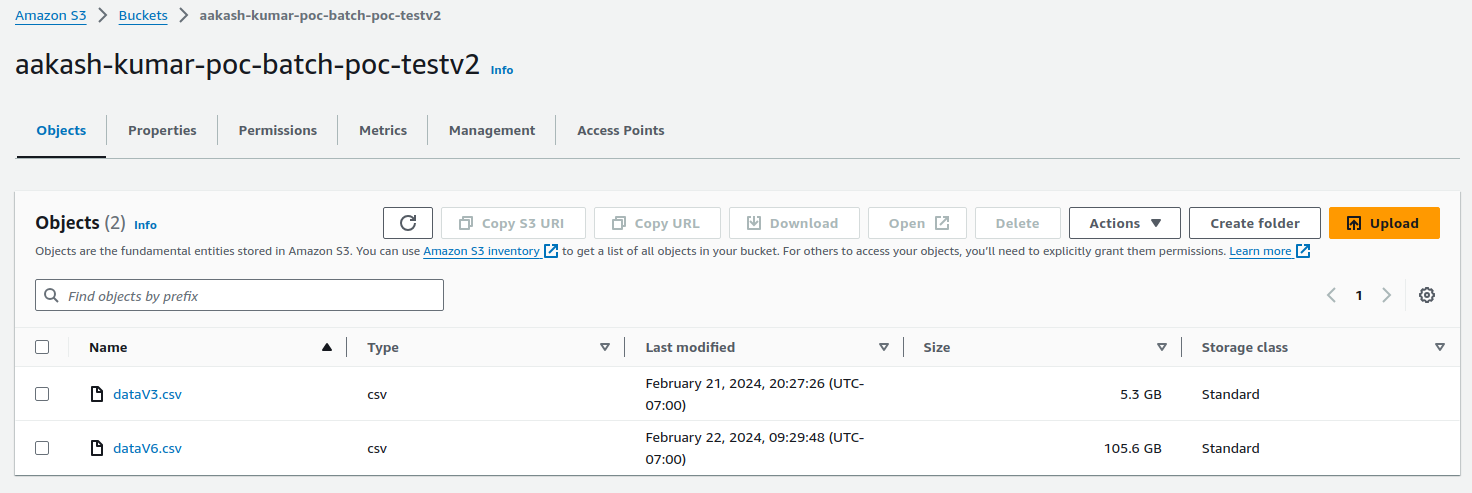 Amazon S3 > Buckets > aakash-kumar-poc-batch-poc-testv2
aakash-kumar-poc-batch-poc-testv2 Info
Objects Properties Permissions Metrics Management Access Points
Objects (2) Info Copy S3 URI Copy URL Download Open Delete Actions Create folder Upload
Objects are the fundamental entities stored in Amazon S3. You can use Amazon S3 inventory to get a list of all objects in your bucket. For others to access your objects, you'll need to explicitly grant them permissions. Learn more
Find objects by prefix 1
Name Type Last modified Size Storage class
dataV3.csv csv February 21, 2024, 20:27:26 (UTC-
07:00) 5.3 GB Standard
dataV6.csv csv February 22, 2024, 09:29:48 (UTC-
07:00) 105.6 GB Standard